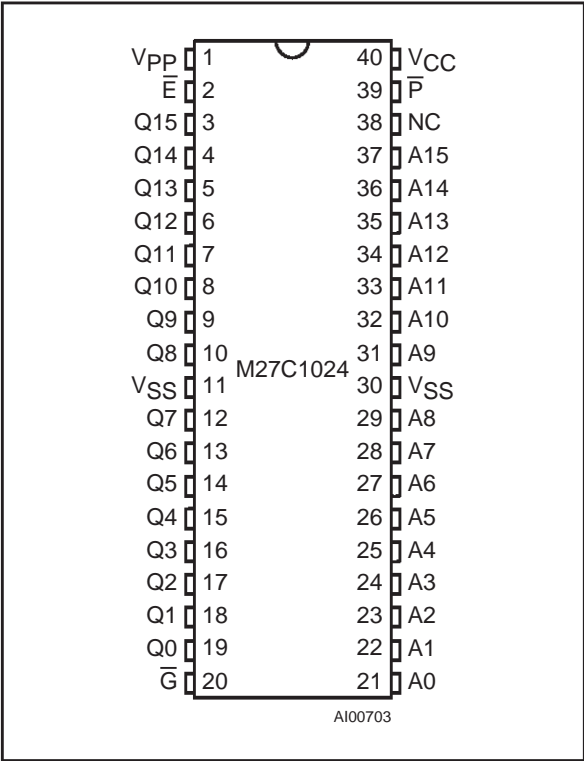 VPP 1 40 VCC
E̅ 2 39 P̅
Q15 3 38 NC
Q14 4 37 A15
Q13 5 36 A14
Q12 6 35 A13
Q11 7 34 A12
Q10 8 33 A11
Q9 9 32 A10
Q8 10 31 A9
M27C1024
VSS 11 30 VSS
Q7 12 29 A8
Q6 13 28 A7
Q5 14 27 A6
Q4 15 26 A5
Q3 16 25 A4
Q2 17 24 A3
Q1 18 23 A2
Q0 19 22 A1
G̅ 20 21 A0
AI00703